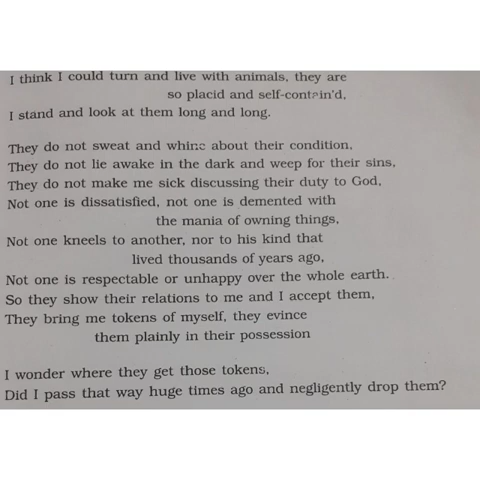 I think I could turn and live with animals, they are
so placid and self-contain'd,
I stand and look at them long and long.
They do not sweat and whine about their condition,
They do not lie awake in the dark and weep for their sins,
They do not make me sick discussing their duty to God,
Not one is dissatisfied, not one is demented with
the mania of owning things,
Not one kneels to another, nor to his kind that
lived thousands of years ago,
Not one is respectable or unhappy over the whole earth.
So they show their relations to me and I accept them,
They bring me tokens of myself, they evince
them plainly in their possession
I wonder where they get those tokens,
Did I pass that way huge times ago and negligently drop them?